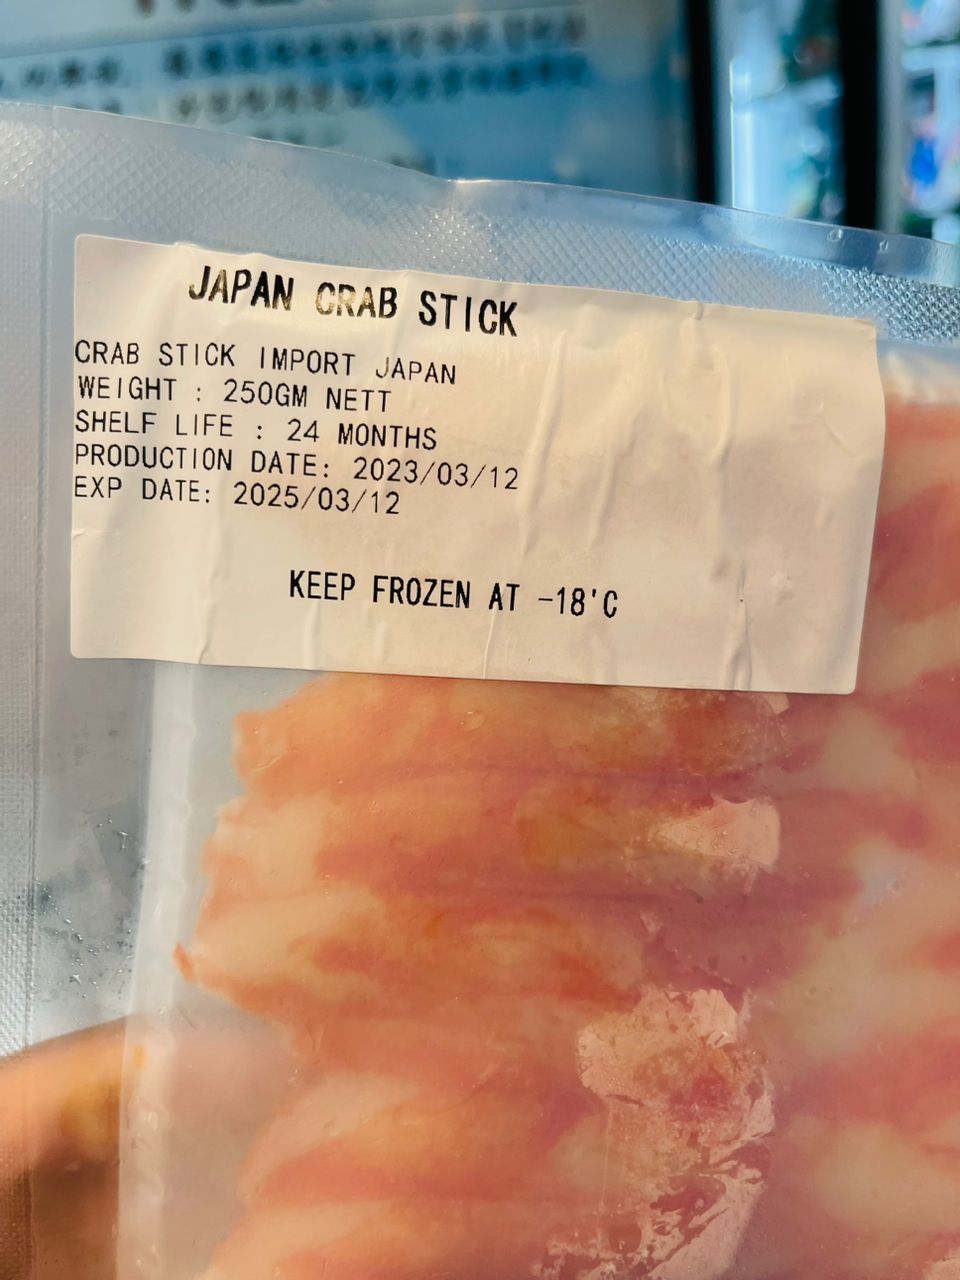 JAPAN CRAB STICK
CRAB STICK IMPORT JAPAN
WEIGHT : 250GM NETT
SHELF LIFE : 24 MONTHS
PRODUCTION DATE: 2023/03/12
EXP DATE: 2025/03/12
KEEP FROZEN AT -18'C